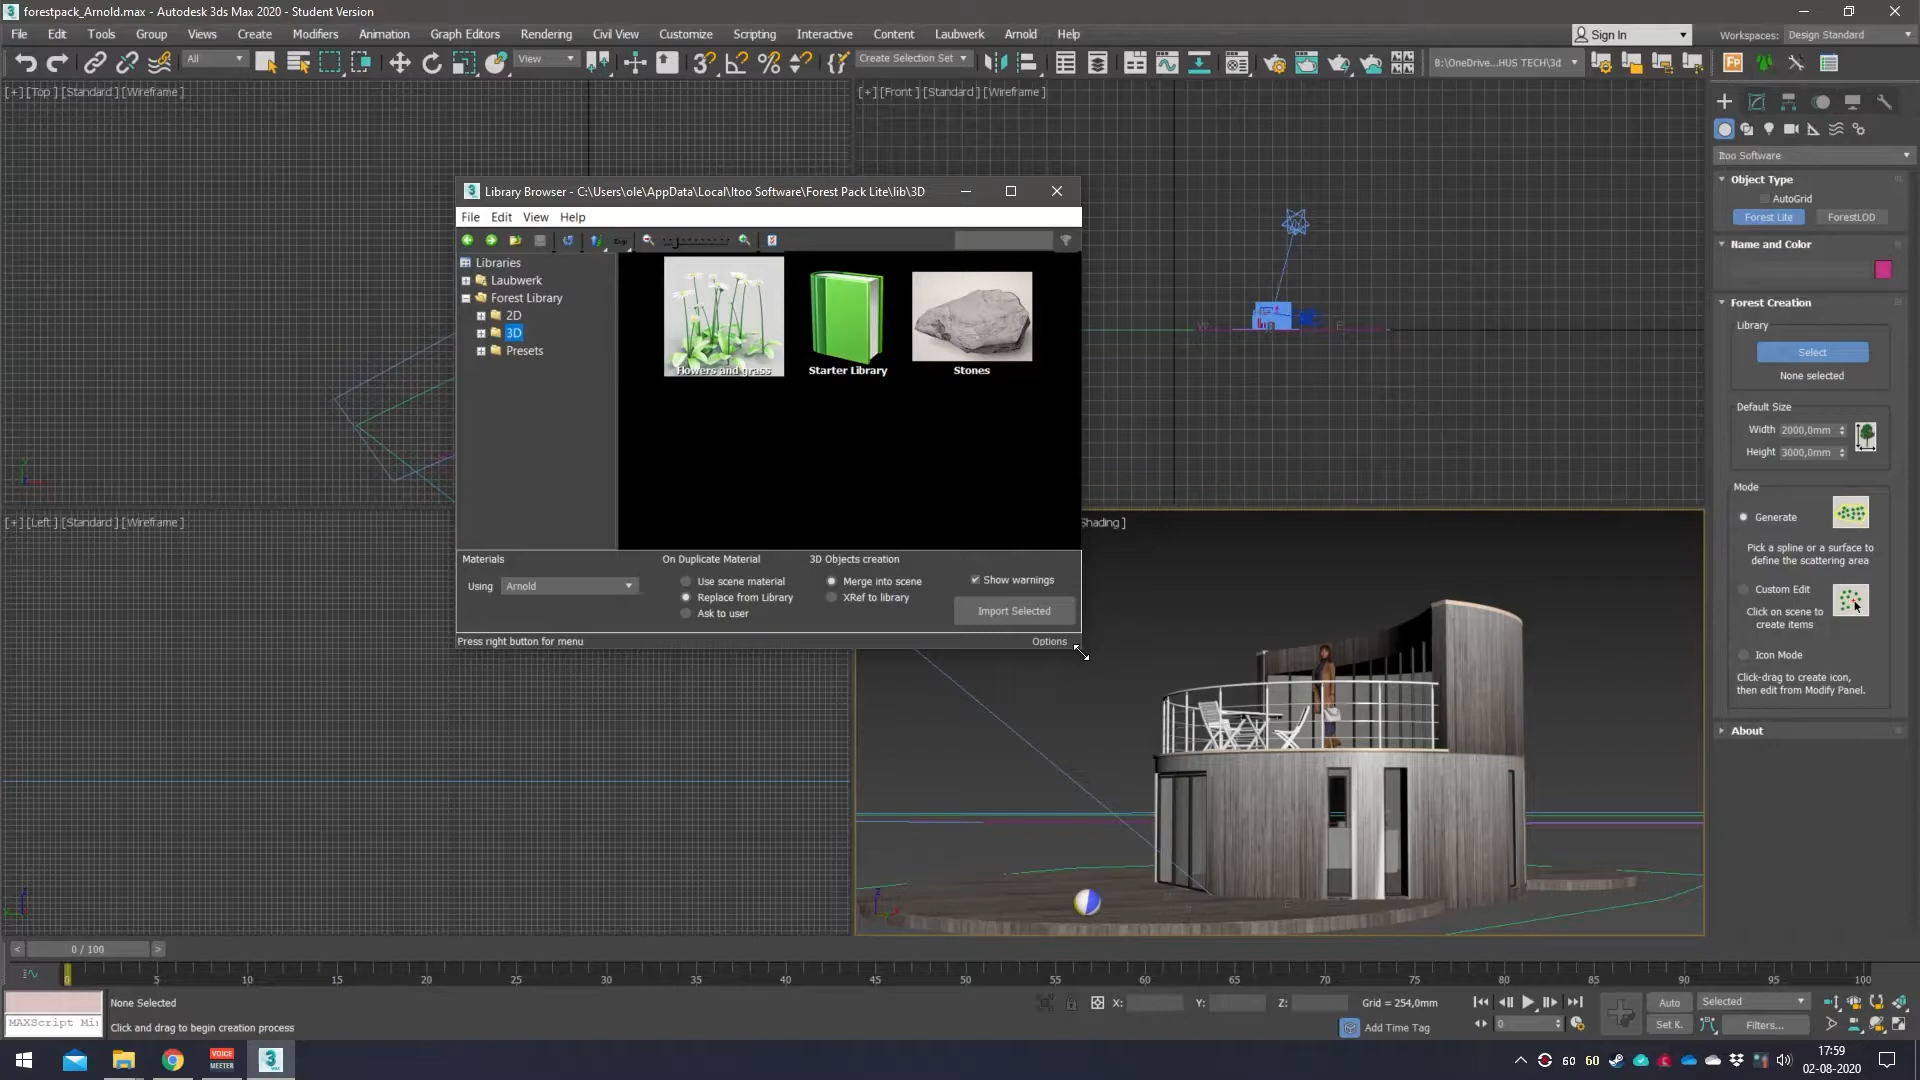 forestpack_Arnold.max - Autodesk 3ds Max 2020 - Student Version
File Edit Tools Group Views Create Modifiers Animation Graph Editors Rendering Civil View Customize Scripting Interactive Content Laubwerk Arnold Help
Sign In
Workspaces: Design Standard
All
View
Create Selection Set
B:\OneDrive...HUS TECH\3d
[+][Top ] [Standard ] [Wireframe ]
[+] [Front ] [Standard ] [Wireframe ]
Library Browser - C:\Users\ole\AppData\Local\Itoo Software\Forest Pack Lite\lib\3D
File Edit View Help
Libraries
Laubwerk
Forest Library
2D
3D
Presets
Flowers and grass
Starter Library
Stones
Materials
Using Arnold
On Duplicate Material
Use scene material
Replace from Library
Ask to user
3D Objects creation
Merge into scene
XRef to library
Show warnings
Import Selected
Press right button for menu
Options
[+] [Left ] [Standard ] [Wireframe ]
Shading ]
Itoo Software
Object Type
AutoGrid
Forest Lite
ForestLOD
Name and Color
Forest Creation
Library
Select
None selected
Default Size
Width 2000,0mm
Height 3000,0mm
Mode
Generate
Pick a spline or a surface to
define the scattering area
Custom Edit
Click on scene to
create items
Icon Mode
Click-drag to create icon,
then edit from Modify Panel.
About
< 0 / 100 >
0 5 10 15 20 25 30 35 40 45 50 55 60 65 70 75 80 85 90 95 100
MAXScript Mi:
None Selected
Click and drag to begin creation process
X: Y: Z: Grid = 254,0mm
Add Time Tag
0
Auto
Selected
Set K.
Filters...
VOICE
MEETER
3
60 60
17:59
02-08-2020